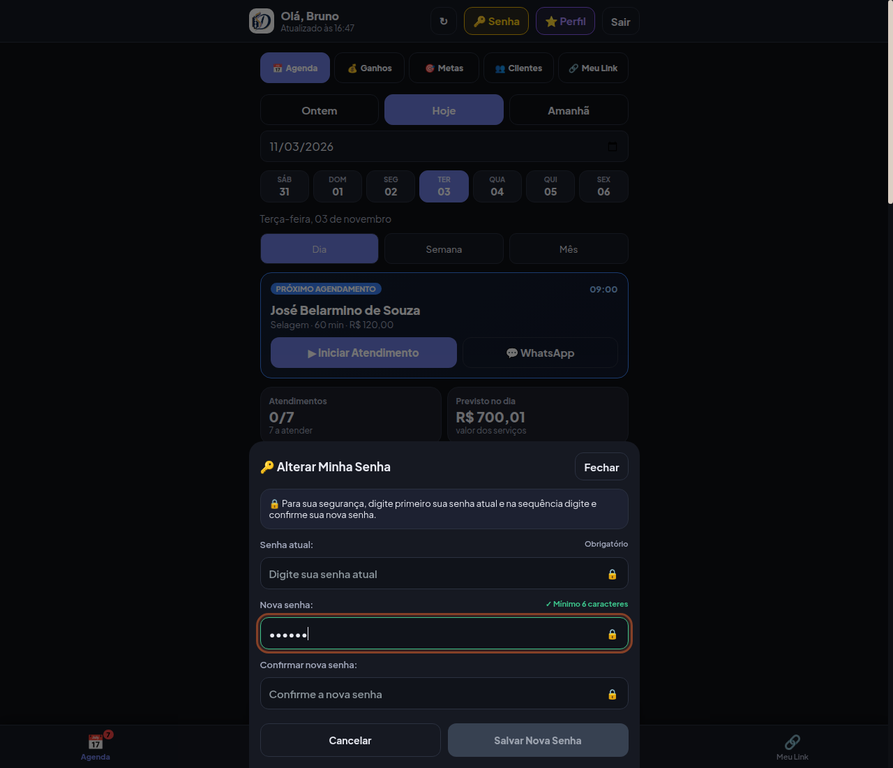 Olá, Bruno
Atualizado às 16:47
↻
🔑 Senha
⭐ Perfil
Sair
📅 Agenda
💰 Ganhos
🎯 Metas
👥 Clientes
🔗 Meu Link
Ontem
Hoje
Amanhã
11/03/2026
SÁB
31
DOM
01
SEG
02
TER
03
QUA
04
QUI
05
SEX
06
Terça-feira, 03 de novembro
Dia
Semana
Mês
PRÓXIMO AGENDAMENTO
09:00
José Belarmino de Souza
Selagem · 60 min · R$ 120,00
▶ Iniciar Atendimento
💬 WhatsApp
Atendimentos
0/7
7 a atender
Previsto no dia
R$ 700,01
valor dos serviços
🔑 Alterar Minha Senha
Fechar
🔒 Para sua segurança, digite primeiro sua senha atual e na sequência digite e
confirme sua nova senha.
Senha atual:
Obrigatório
Digite sua senha atual
Nova senha:
✓ Mínimo 6 caracteres
••••••
Confirmar nova senha:
Confirme a nova senha
Cancelar
Salvar Nova Senha
7
17
Agenda
Meu Link